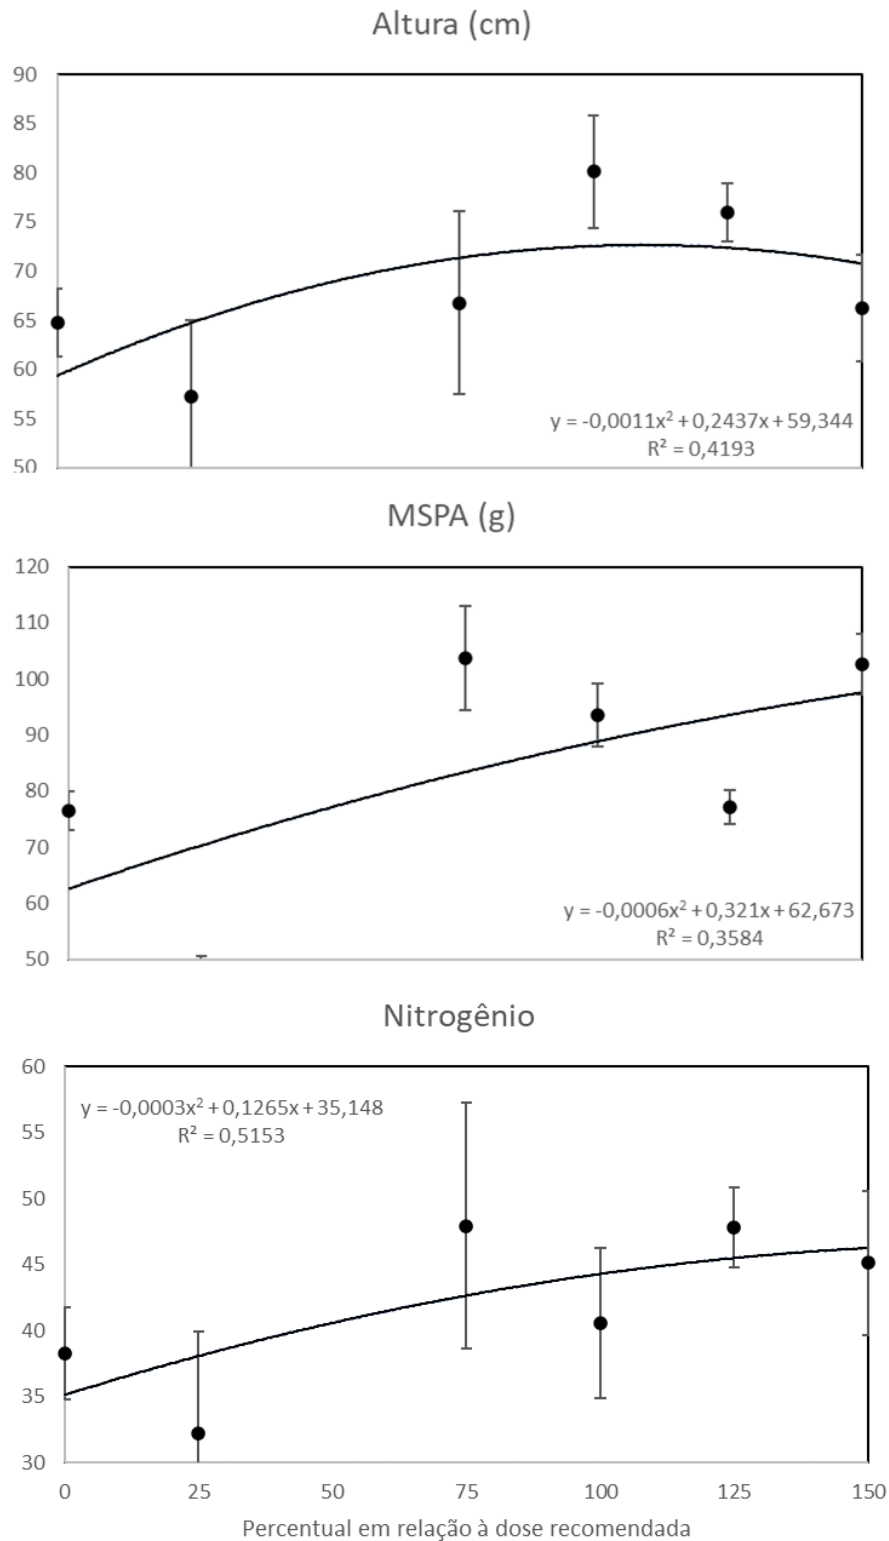 Altura (cm)
90
85
80
75
70
65
60
55
50
y = -0,0011x² + 0,2437x + 59,344
R² = 0,4193
MSPA (g)
120
110
100
90
80
70
60
50
y = -0,0006x² + 0,321x + 62,673
R² = 0,3584
Nitrogênio
60
55
50
45
40
35
30
y = -0,0003x² + 0,1265x + 35,148
R² = 0,5153
0 25 50 75 100 125 150
Percentual em relação à dose recomendada